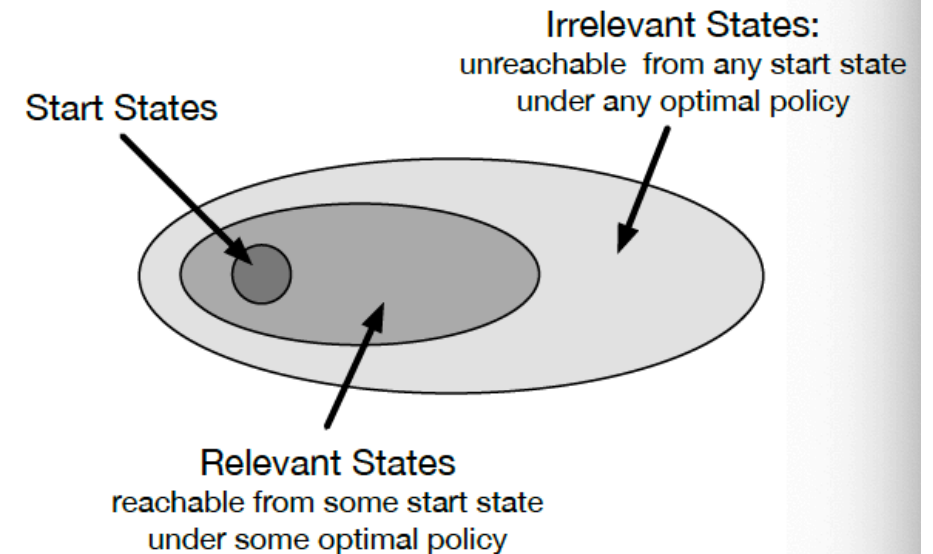 Irrelevant States:
unreachable from any start state
under any optimal policy
Start States
Relevant States
reachable from some start state
under some optimal policy